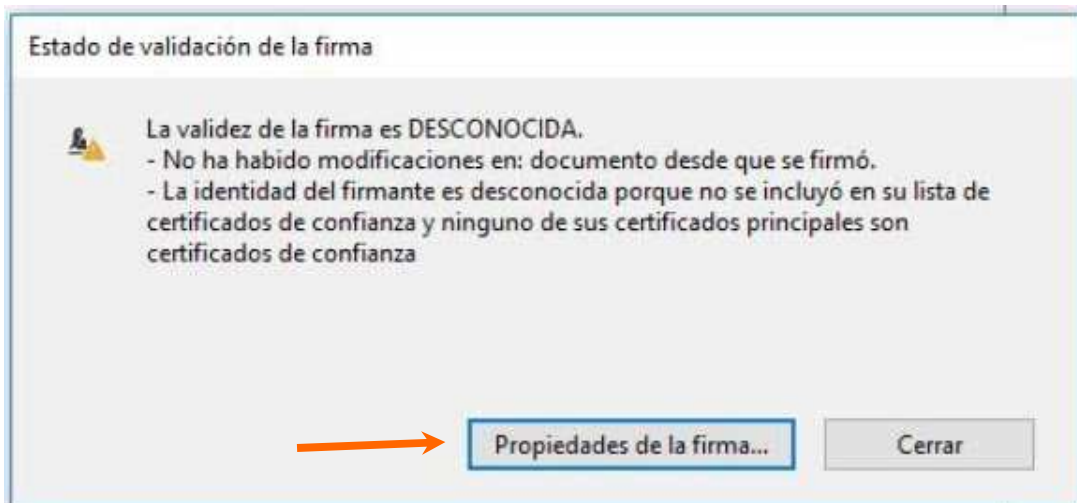 Estado de validación de la firma
La validez de la firma es DESCONOCIDA.
- No ha habido modificaciones en: documento desde que se firmó.
- La identidad del firmante es desconocida porque no se incluyó en su lista de
certificados de confianza y ninguno de sus certificados principales son
certificados de confianza
Propiedades de la firma...
Cerrar